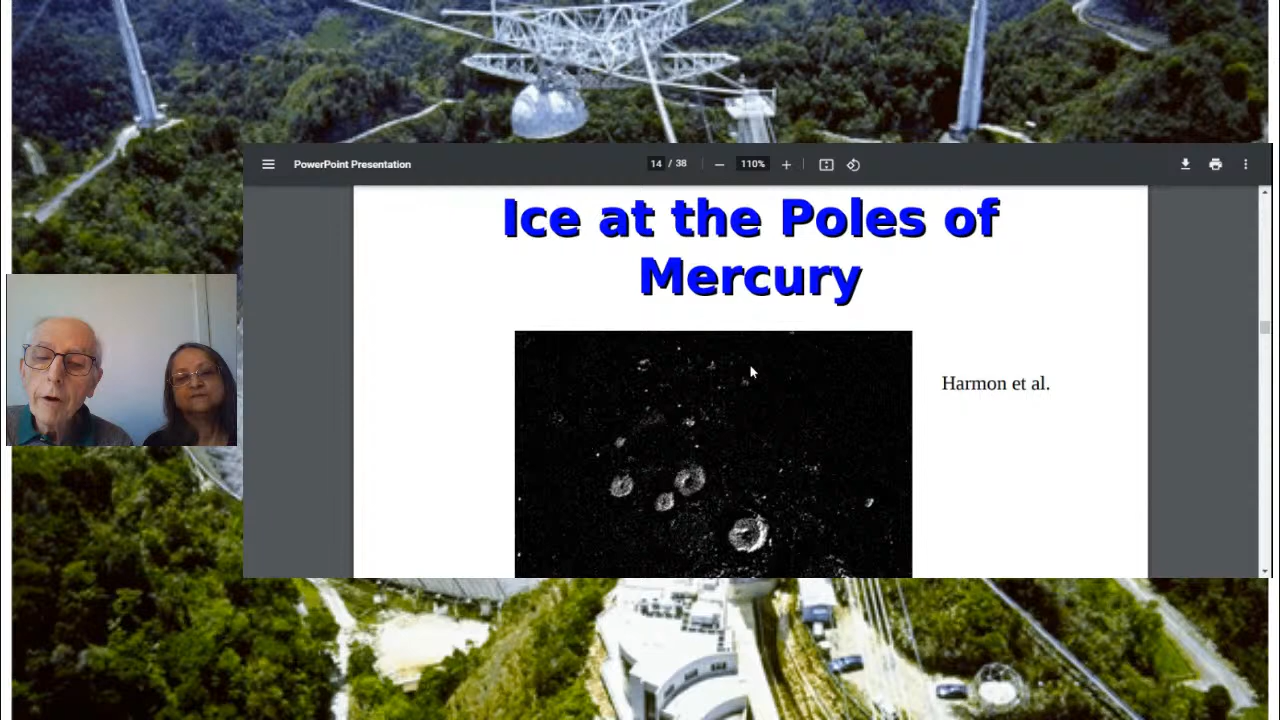 PowerPoint Presentation
14 / 38
110%
Ice at the Poles of
Mercury
Harmon et al.